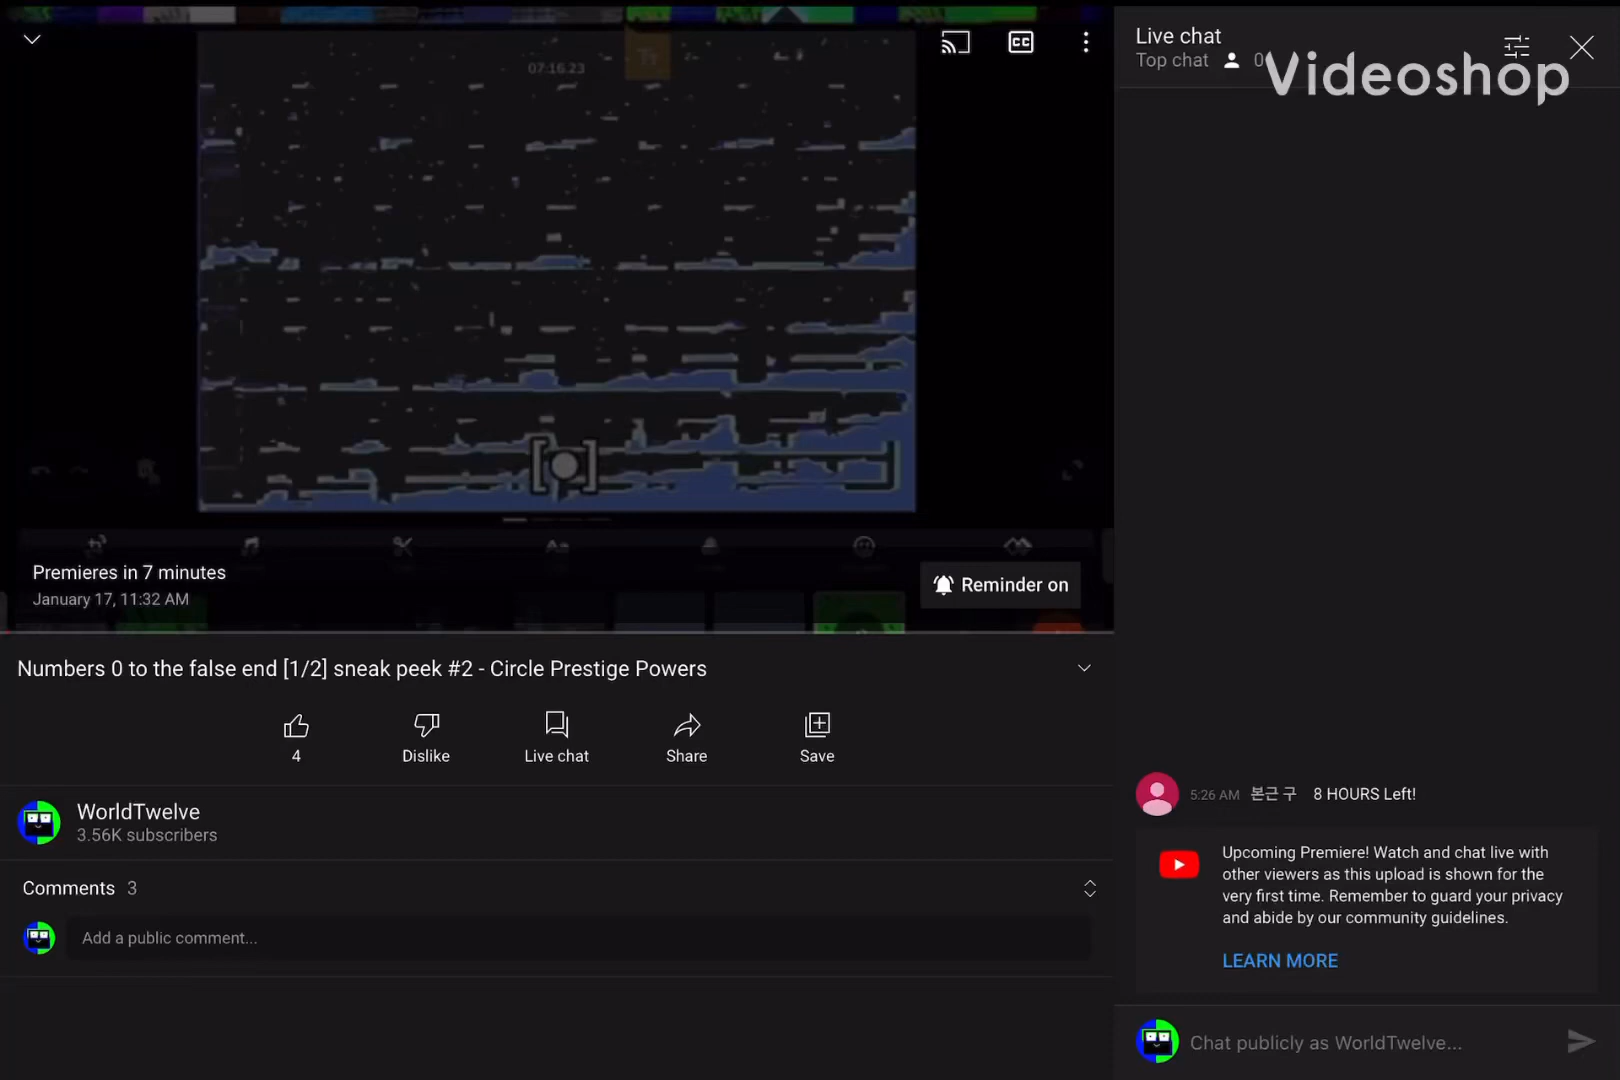 07:16.23
Premieres in 7 minutes
January 17, 11:32 AM
Reminder on
Numbers 0 to the false end [1/2] sneak peek #2 - Circle Prestige Powers
4
Dislike
Live chat
Share
Save
WorldTwelve
3.56K subscribers
Comments 3
Add a public comment...
Live chat
Top chat 0
Videoshop
5:26 AM 본근 구 8 HOURS Left!
Upcoming Premiere! Watch and chat live with
other viewers as this upload is shown for the
very first time. Remember to guard your privacy
and abide by our community guidelines.
LEARN MORE
Chat publicly as WorldTwelve...